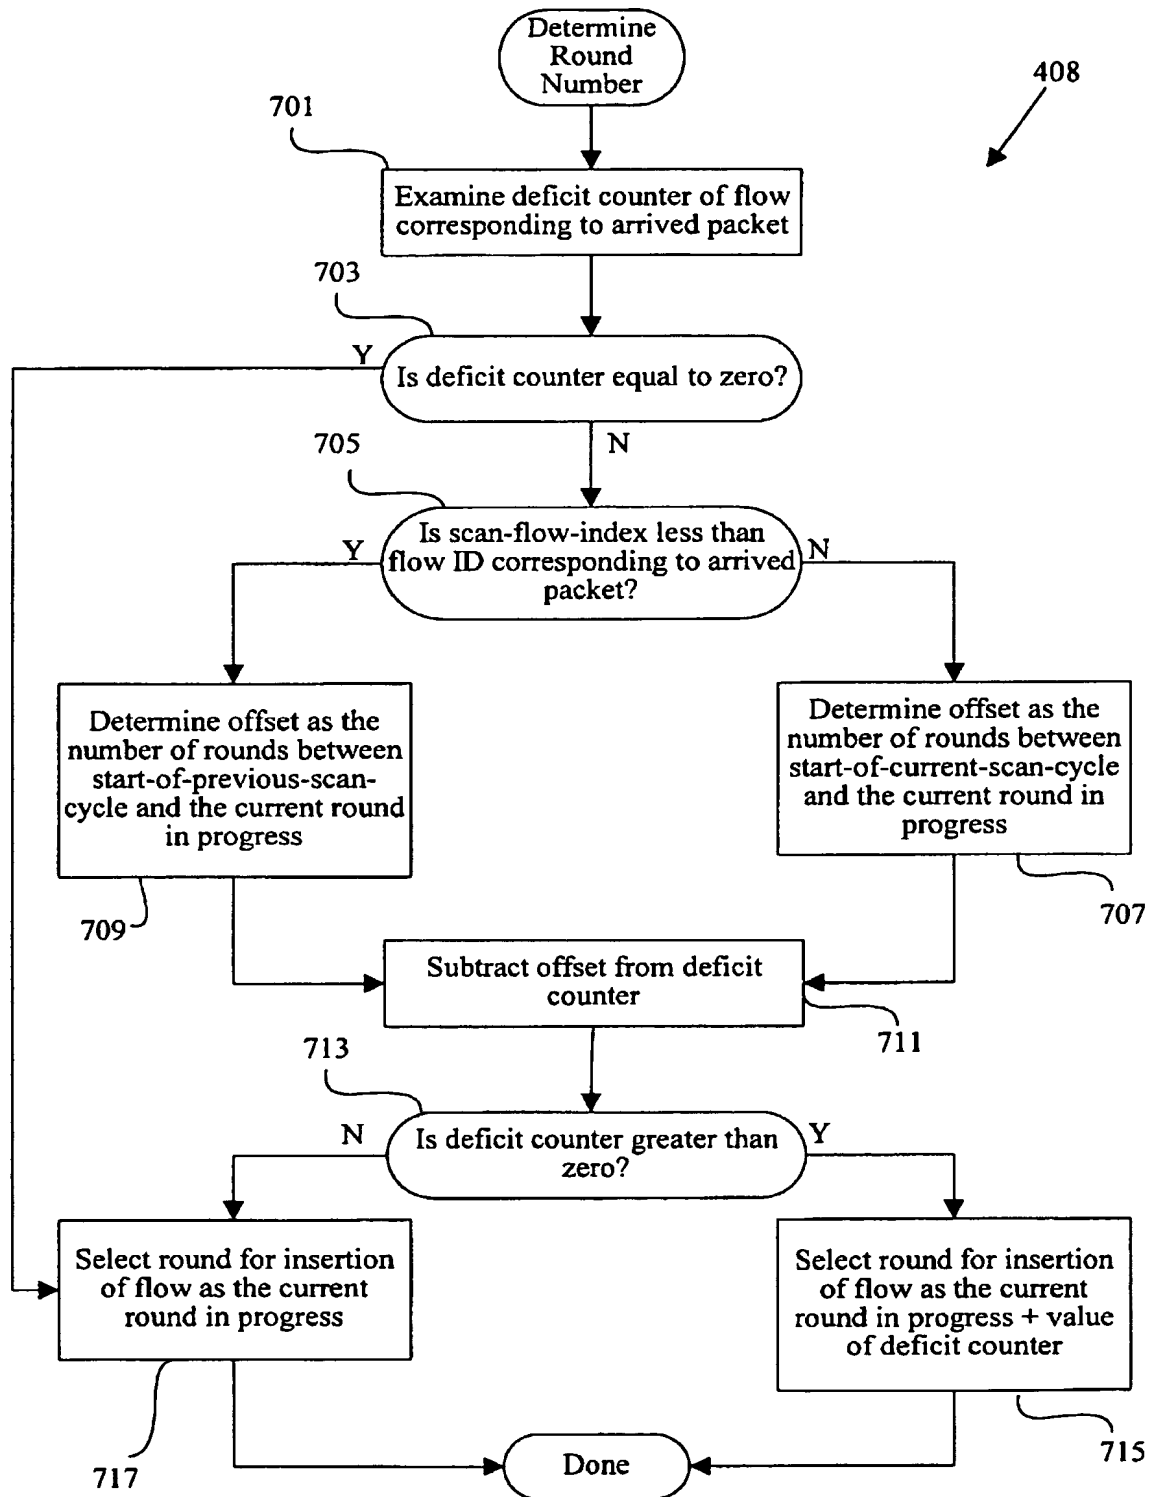 Determine
Round
Number
408
701
Examine deficit counter of flow
corresponding to arrived packet
703
Y
Is deficit counter equal to zero?
N
705
Is scan-flow-index less than
flow ID corresponding to arrived
packet?
Y
N
Determine offset as the
number of rounds between
start-of-previous-scan-
cycle and the current round
in progress
Determine offset as the
number of rounds between
start-of-current-scan-cycle
and the current round in
progress
709
707
Subtract offset from deficit
counter
711
713
N
Is deficit counter greater than
zero?
Y
Select round for insertion
of flow as the current
round in progress
Select round for insertion
of flow as the current
round in progress + value
of deficit counter
717
Done
715